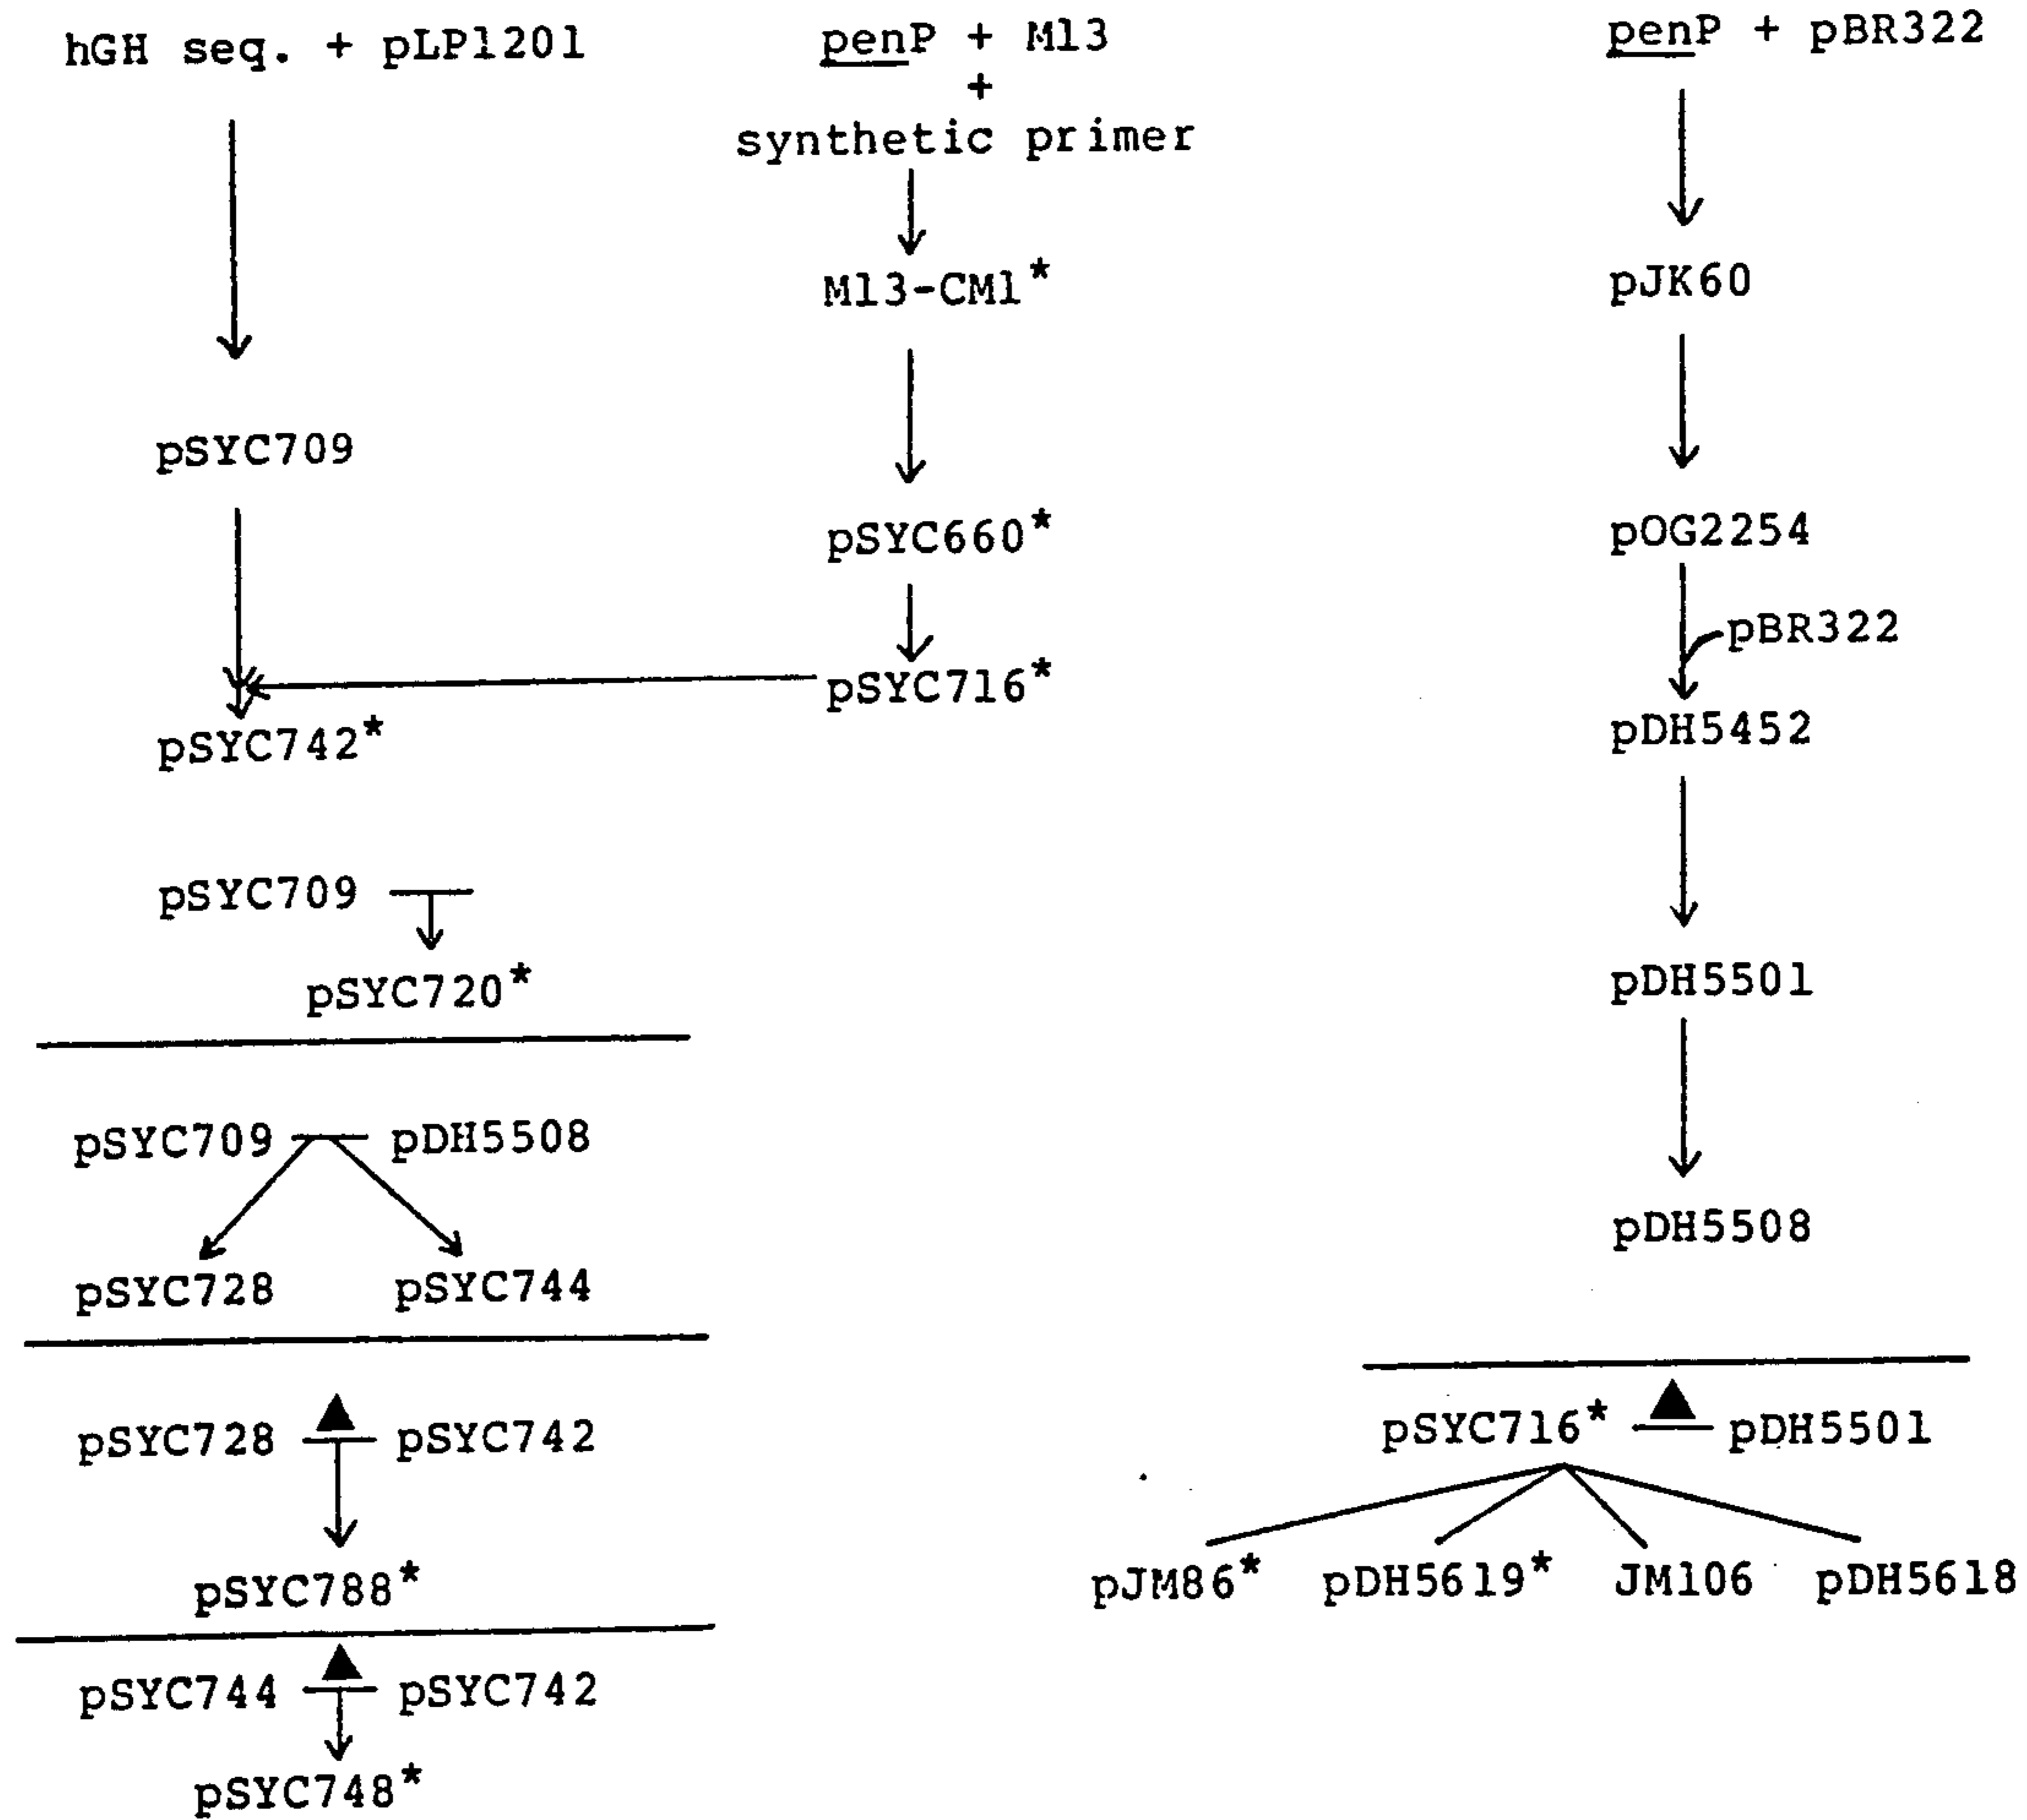 hGH seq. + pLP1201
penP + M13
+
synthetic primer
penP + pBR322
M13-CM1*
pJK60
pSYC709
pSYC660*
pOG2254
pBR322
pSYC716*
pSYC742*
pDH5452
pSYC709
pSYC720*
pDH5501
pSYC709 pDH5508
pSYC728 pSYC744
pDH5508
pSYC728 pSYC742
pSYC788*
pSYC744 pSYC742
pSYC748*
pSYC716* pDH5501
pJM86* pDH5619* JM106 pDH5618